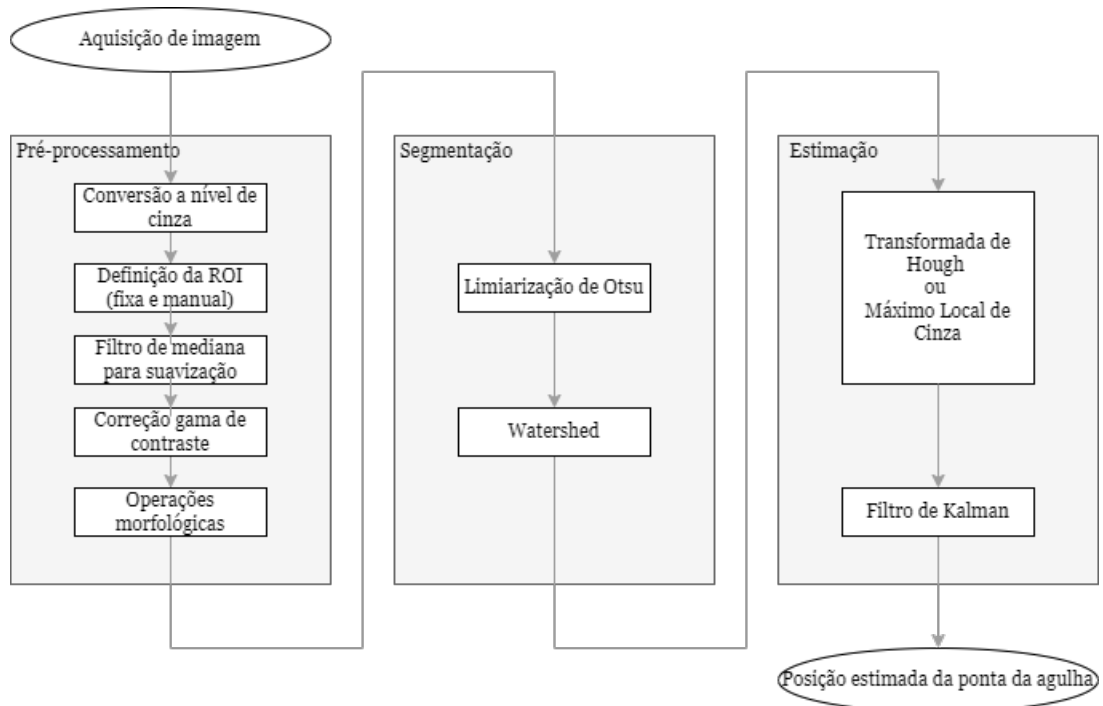 Aquisição de imagem
Pré-processamento
Conversão a nível de
cinza
Definição da ROI
(fixa e manual)
Filtro de mediana
para suavização
Correção gama de
contraste
Operações
morfológicas
Segmentação
Limiarização de Otsu
Watershed
Estimação
Transformada de
Hough
ou
Máximo Local de
Cinza
Filtro de Kalman
Posição estimada da ponta da agulha